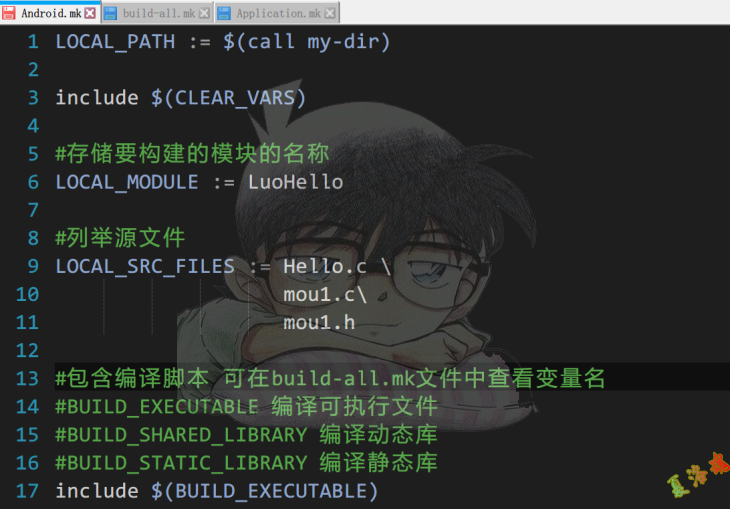 Android.mk build-all.mk Application.mk
1 LOCAL_PATH := $(call my-dir)
2
3 include $(CLEAR_VARS)
4
5 #存储要构建的模块的名称
6 LOCAL_MODULE := LuoHello
7
8 #列举源文件
9 LOCAL_SRC_FILES := Hello.c \
10 mou1.c\
11 mou1.h
12
13 #包含编译脚本 可在build-all.mk文件中查看变量名
14 #BUILD_EXECUTABLE 编译可执行文件
15 #BUILD_SHARED_LIBRARY 编译动态库
16 #BUILD_STATIC_LIBRARY 编译静态库
17 include $(BUILD_EXECUTABLE)